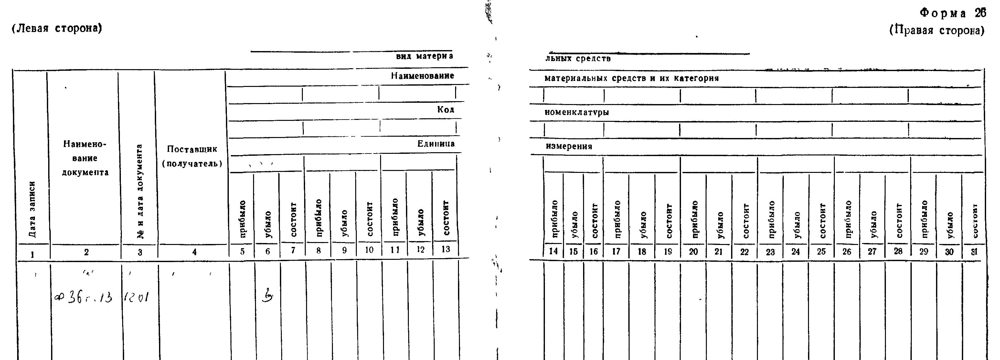 Форма 26
(Левая сторона)
(Правая сторона)
вид материа
льных средств
Наименование
материальных средств и их категория
Код
номенклатуры
Единица
измерения
Дата записи
Наимено-
вание
документа
№ и дата документа
Поставщик
(получатель)
прибыло убыло состоит прибыло убыло состоит прибыло убыло состоит
прибыло убыло состоит прибыло убыло состоит прибыло убыло состоит прибыло убыло состоит прибыло убыло состоит прибыло убыло состоит
1 2 3 4 5 6 7 8 9 10 11 12 13
14 15 16 17 18 19 20 21 22 23 24 25 26 27 28 29 30 31
36 г. 13 1201